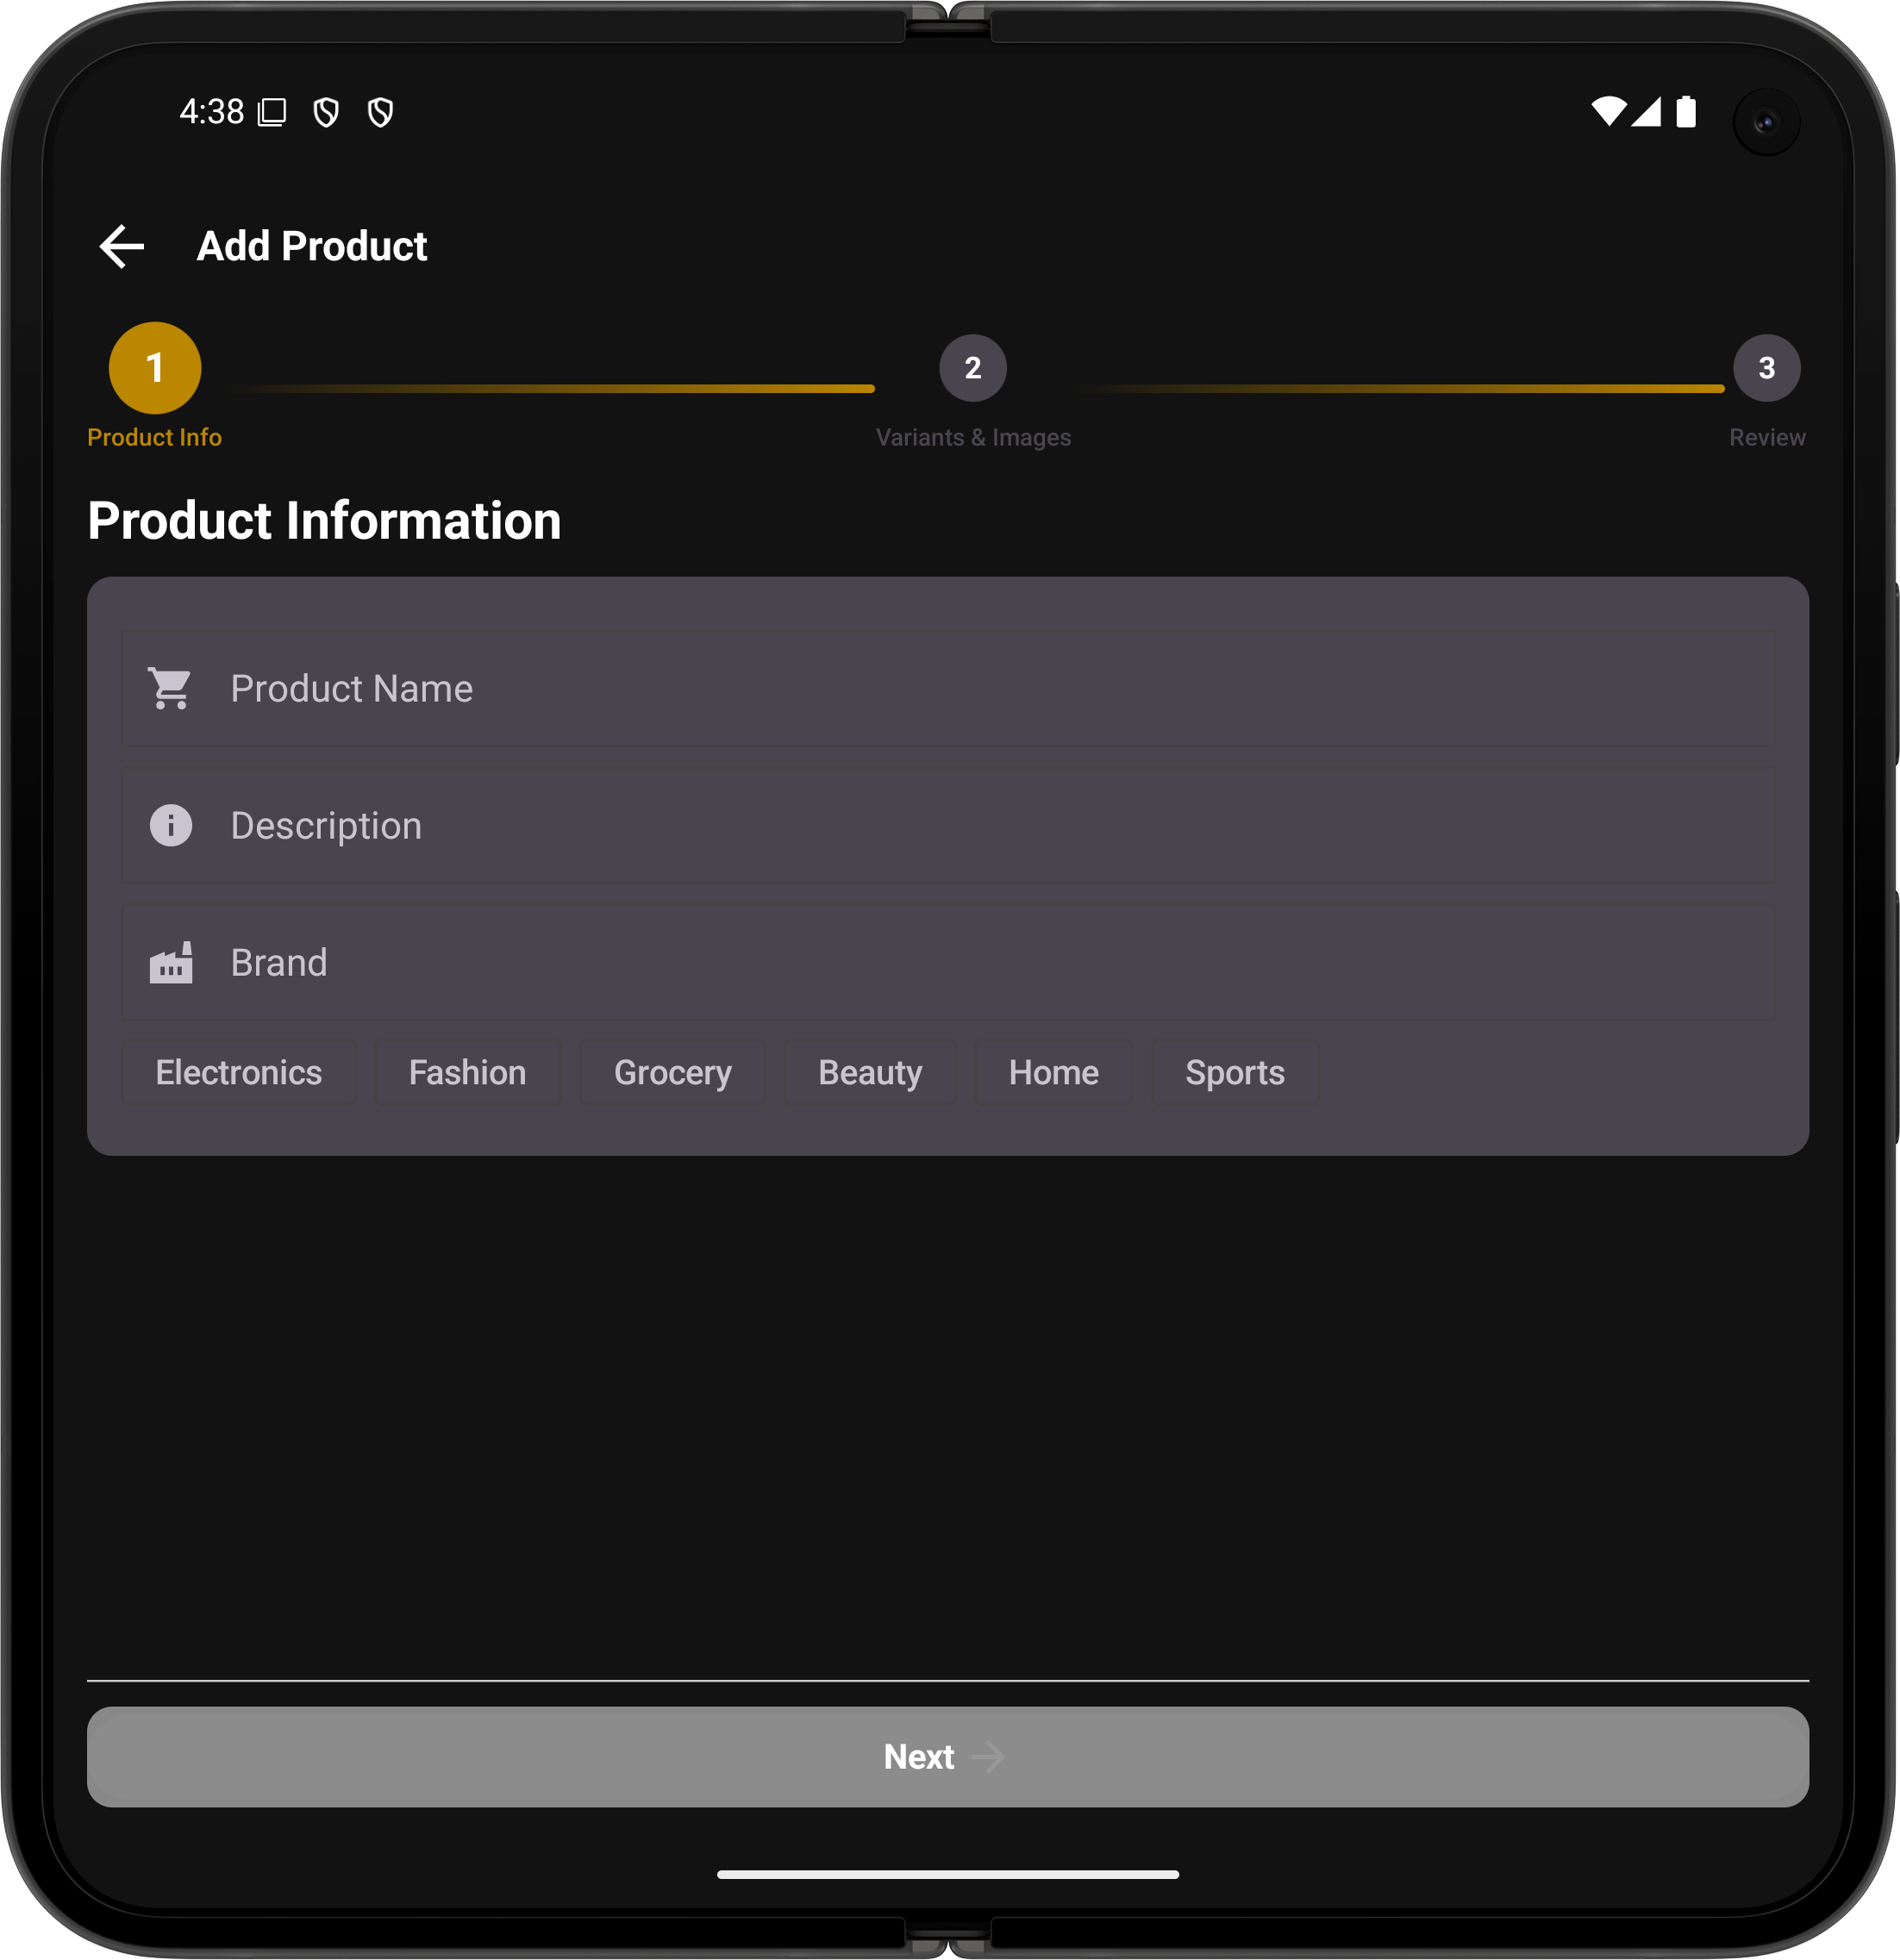 4:38
Add Product
1
2
3
Product Info
Variants & Images
Review
Product Information
Product Name
Description
Brand
Electronics
Fashion
Grocery
Beauty
Home
Sports
Next